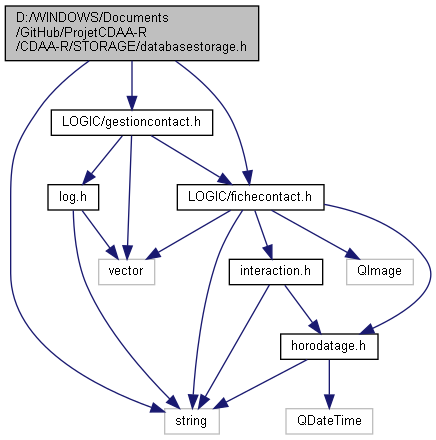 D:/WINDOWS/Documents
/GitHub/ProjetCDAA-R
/CDAA-R/STORAGE/databasestorage.h
LOGIC/gestioncontact.h
log.h
LOGIC/fichecontact.h
vector
interaction.h
QImage
horodatage.h
string
QDateTime